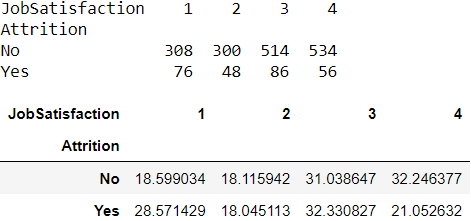 JobSatisfaction 1 2 3 4
Attrition
No 308 300 514 534
Yes 76 48 86 56
JobSatisfaction 1 2 3 4
Attrition
No 18.599034 18.115942 31.038647 32.246377
Yes 28.571429 18.045113 32.330827 21.052632